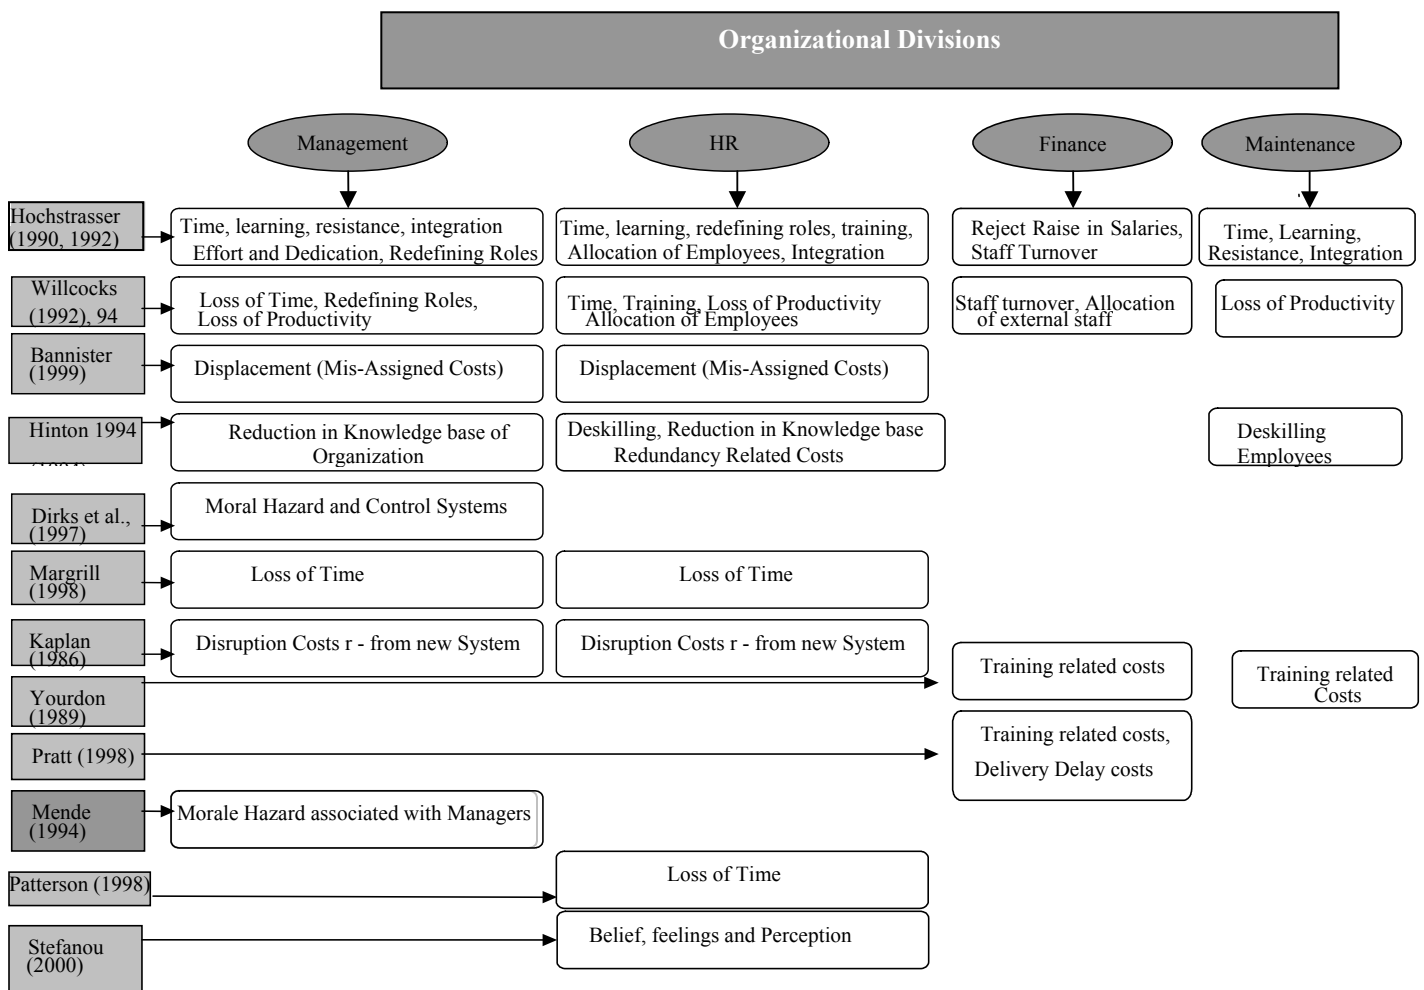 Organizational Divisions
Management
HR
Finance
Maintenance
Hochstrasser
(1990, 1992)
Time, learning, resistance, integration
Effort and Dedication, Redefining Roles
Time, learning, redefining roles, training,
Allocation of Employees, Integration
Reject Raise in Salaries,
Staff Turnover
Time, Learning,
Resistance, Integration
Willcocks
(1992), 94
Loss of Time, Redefining Roles,
Loss of Productivity
Time, Training, Loss of Productivity
Allocation of Employees
Staff turnover, Allocation
of external staff
Loss of Productivity
Bannister
(1999)
Displacement (Mis-Assigned Costs)
Displacement (Mis-Assigned Costs)
Hinton 1994
Reduction in Knowledge base of
Organization
Deskilling, Reduction in Knowledge base
Redundancy Related Costs
Deskilling
Employees
Dirks et al.,
(1997)
Moral Hazard and Control Systems
Margrill
(1998)
Loss of Time
Loss of Time
Kaplan
(1986)
Disruption Costs r - from new System
Disruption Costs r - from new System
Training related costs
Training related
Costs
Yourdon
(1989)
Pratt (1998)
Training related costs,
Delivery Delay costs
Mende
(1994)
Morale Hazard associated with Managers
Patterson (1998)
Loss of Time
Stefanou
(2000)
Belief, feelings and Perception